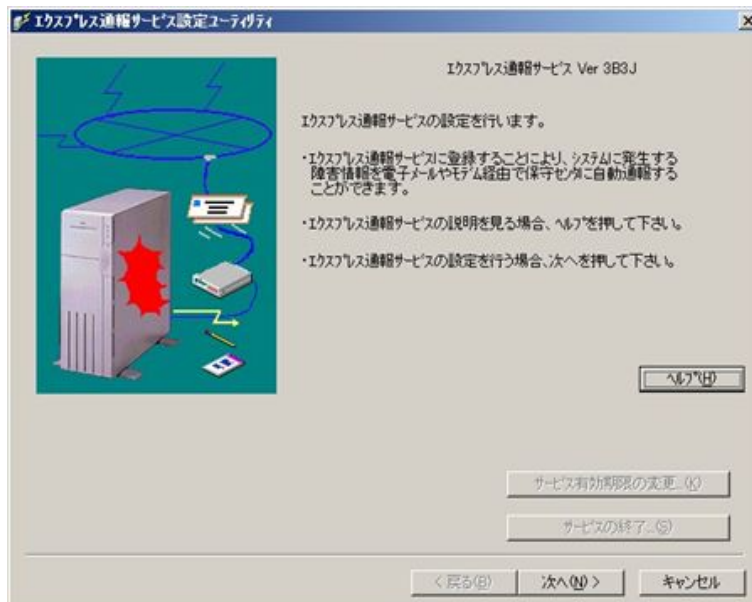 エクスプレス通報サービス設定ユーティリティ
エクスプレス通報サービス Ver 3B3J
エクスプレス通報サービスの設定を行います。
・エクスプレス通報サービスに登録することにより、システムに発生する
障害情報を電子メールやモデム経由で保守センタに自動通報する
ことができます。
・エクスプレス通報サービスの説明を見る場合、ヘルプを押して下さい。
・エクスプレス通報サービスの設定を行う場合、次へを押して下さい。
ヘルプ(H)
サービス有効期限の変更...(K)
サービスの終了...(S)
< 戻る(B)
次へ(N) >
キャンセル